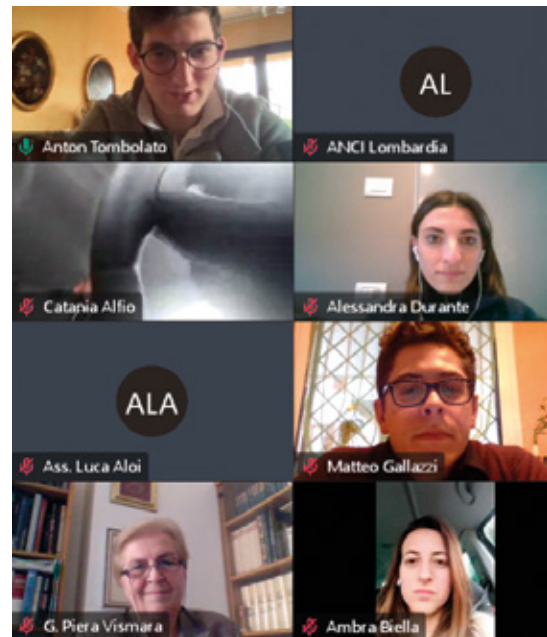 Anton Tombolato
AL
ANCI Lombardia
Catania Alfio
Alessandra Durante
ALA
Ass. Luca Aloi
Matteo Gallazzi
G. Piera Vismara
Ambra Biella